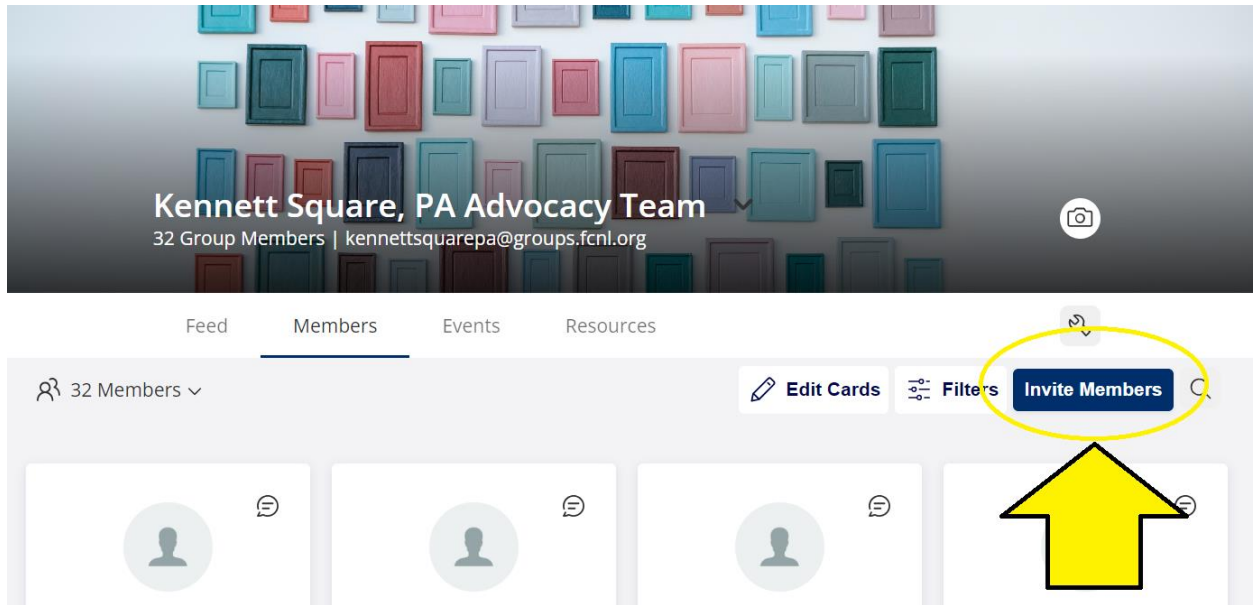 Kennett Square, PA Advocacy Team
32 Group Members | kennettsquarepa@groups.fcnl.org
Feed Members Events Resources
32 Members
Edit Cards Filters Invite Members